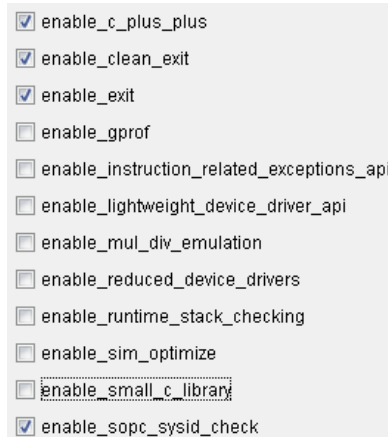 enable_c_plus_plus
enable_clean_exit
enable_exit
enable_gprof
enable_instruction_related_exceptions_api
enable_lightweight_device_driver_api
enable_mul_div_emulation
enable_reduced_device_drivers
enable_runtime_stack_checking
enable_sim_optimize
enable_small_c_library
enable_sopc_sysid_check